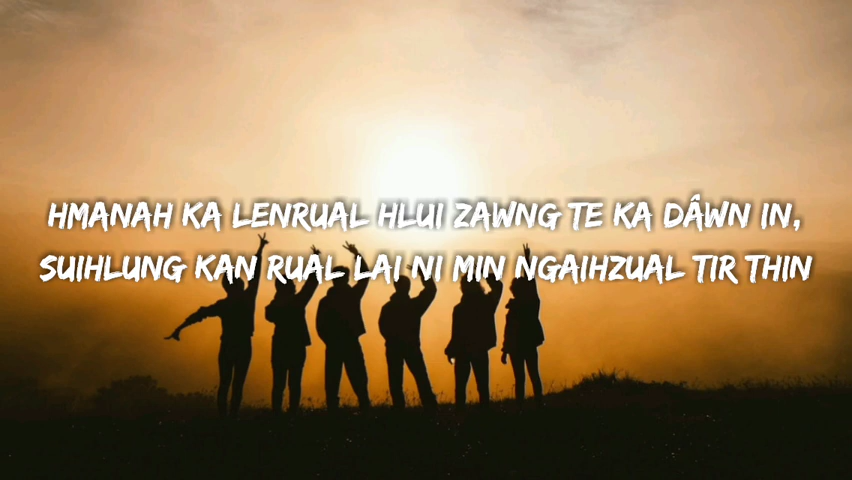 HMANAH KA LENRUAL HLUI ZAWNG TE KA DÂWN IN,
SUIHLUNG KAN RUAL LAI NI MIN NGAIHZUAL TIR THIN